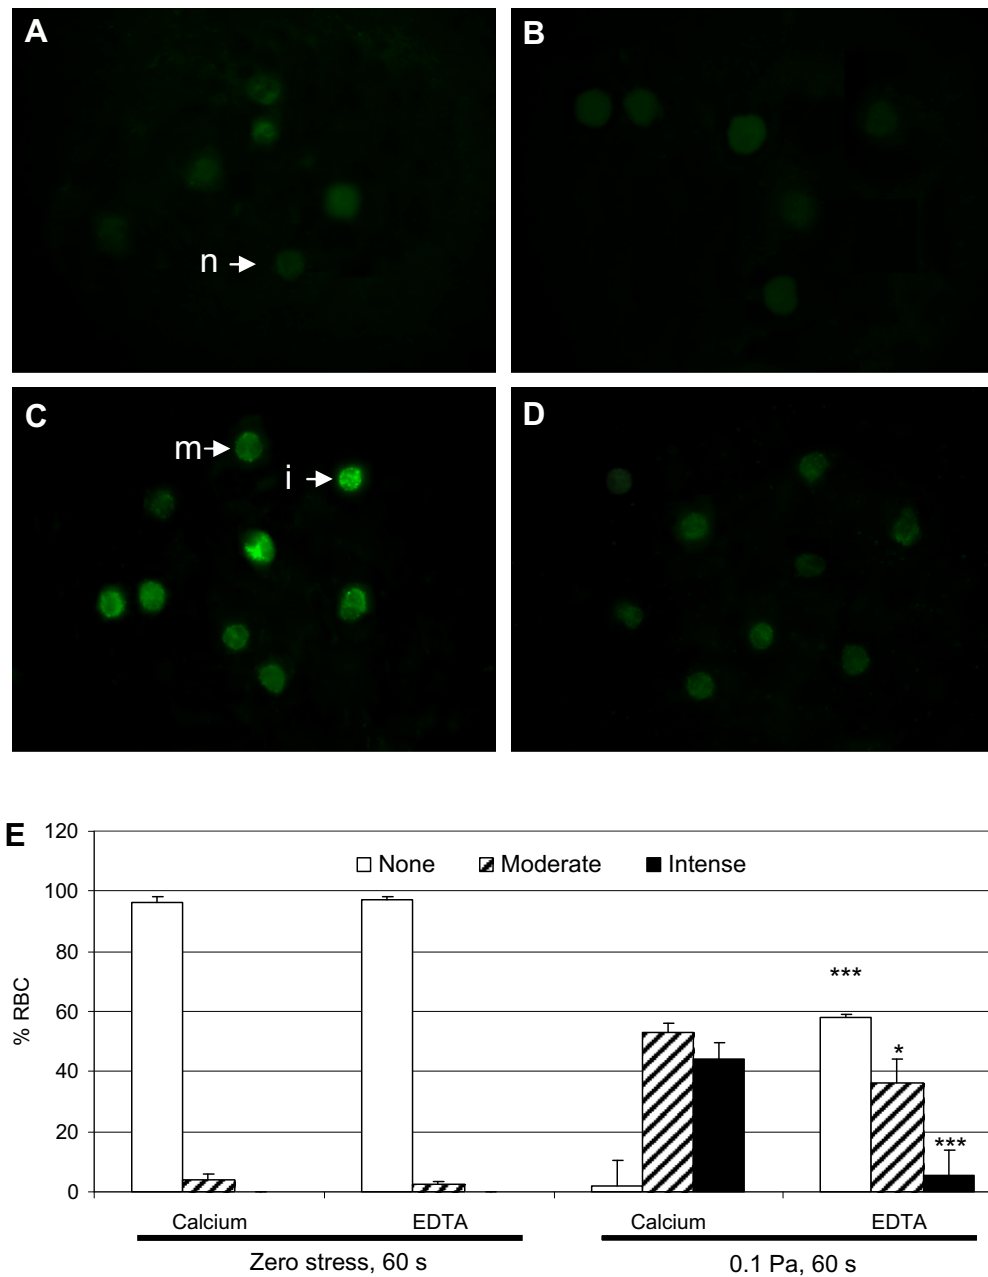 A
B
n
C
D
m
i
E
120
None Moderate Intense
100
80
% RBC
60
40
20
0
***
*
***
Calcium EDTA Calcium EDTA
Zero stress, 60 s 0.1 Pa, 60 s